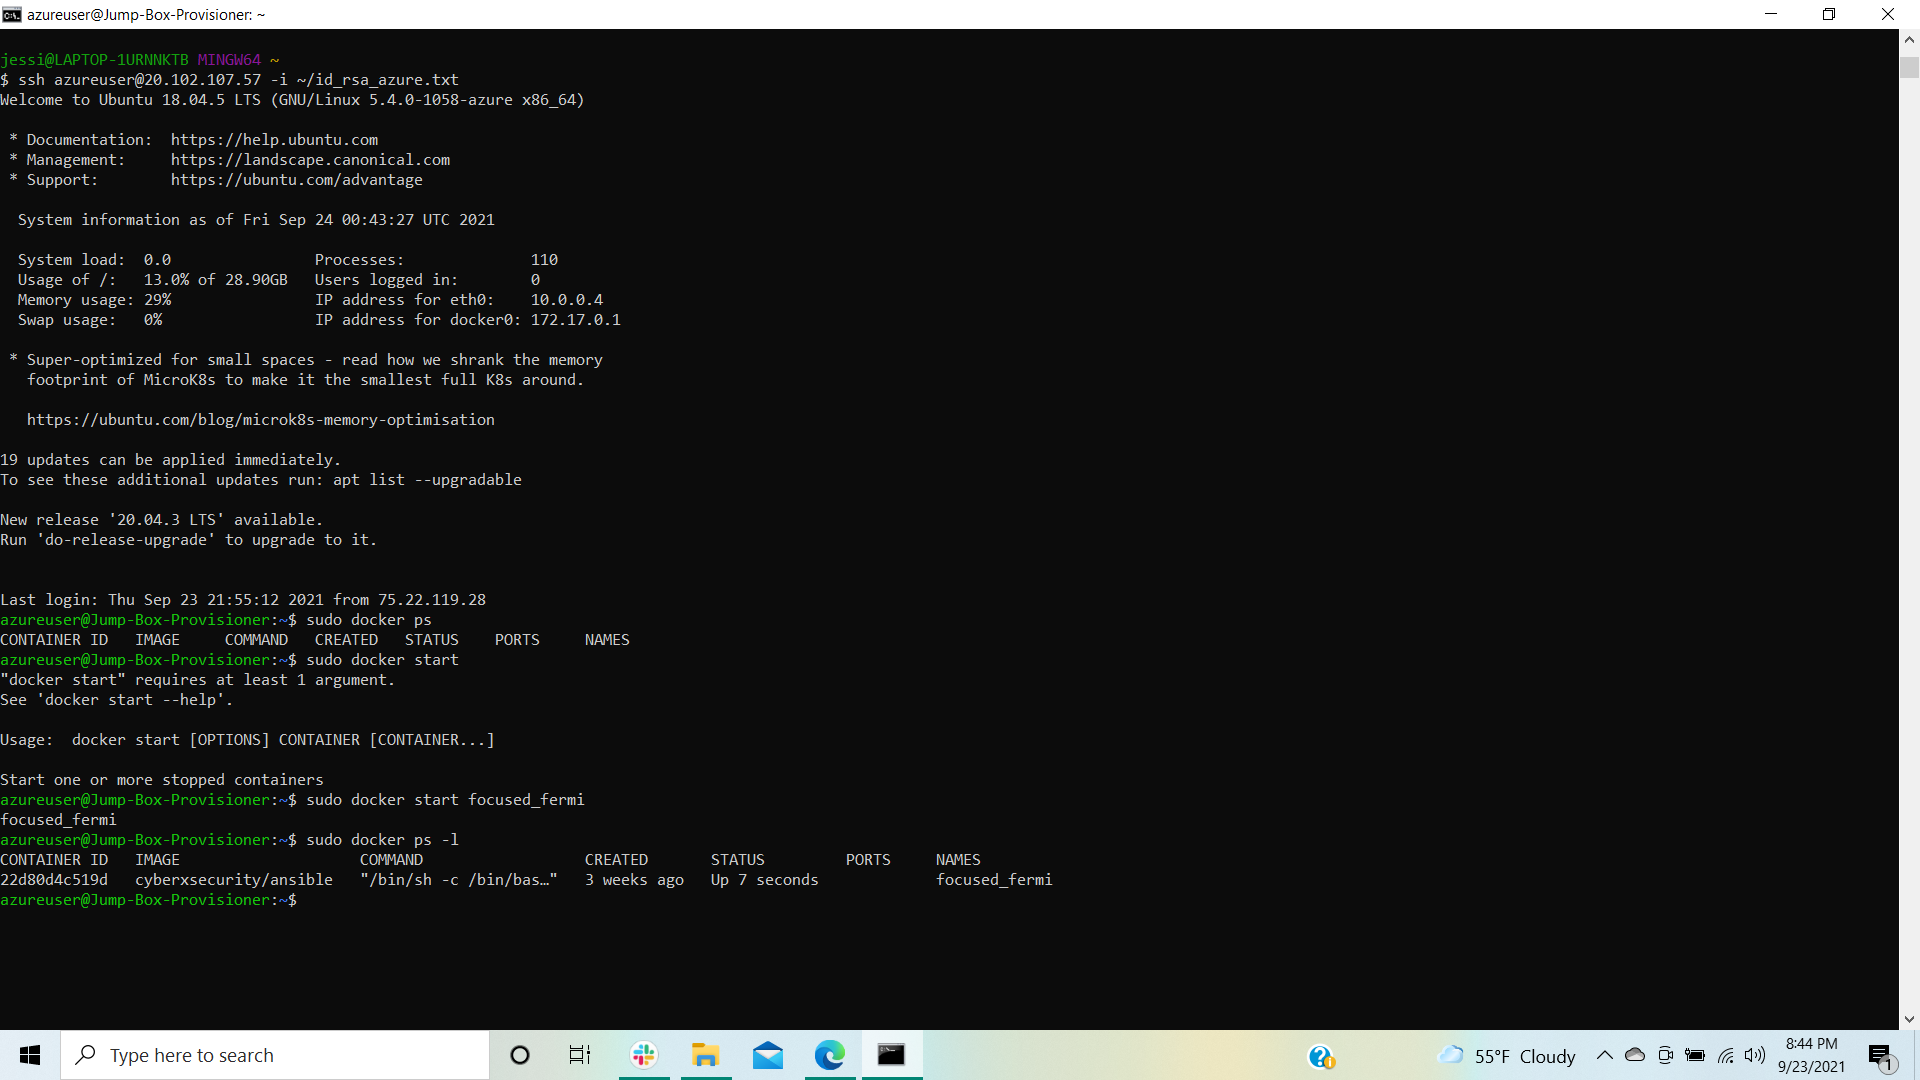 azureuser@Jump-Box-Provisioner: ~
jessi@LAPTOP-1URNNKTB MINGW64 ~
$ ssh azureuser@20.102.107.57 -i ~/id_rsa_azure.txt
Welcome to Ubuntu 18.04.5 LTS (GNU/Linux 5.4.0-1058-azure x86_64)
* Documentation:  https://help.ubuntu.com
* Management:     https://landscape.canonical.com
* Support:        https://ubuntu.com/advantage
System information as of Fri Sep 24 00:43:27 UTC 2021
System load:  0.0                Processes:              110
Usage of /:   13.0% of 28.90GB   Users logged in:        0
Memory usage: 29%                IP address for eth0:    10.0.0.4
Swap usage:   0%                 IP address for docker0: 172.17.0.1
* Super-optimized for small spaces - read how we shrank the memory
footprint of MicroK8s to make it the smallest full K8s around.
https://ubuntu.com/blog/microk8s-memory-optimisation
19 updates can be applied immediately.
To see these additional updates run: apt list --upgradable
New release '20.04.3 LTS' available.
Run 'do-release-upgrade' to upgrade to it.
Last login: Thu Sep 23 21:55:12 2021 from 75.22.119.28
azureuser@Jump-Box-Provisioner:~$ sudo docker ps
CONTAINER ID   IMAGE     COMMAND   CREATED   STATUS    PORTS     NAMES
azureuser@Jump-Box-Provisioner:~$ sudo docker start
"docker start" requires at least 1 argument.
See 'docker start --help'.
Usage:  docker start [OPTIONS] CONTAINER [CONTAINER...]
Start one or more stopped containers
azureuser@Jump-Box-Provisioner:~$ sudo docker start focused_fermi
focused_fermi
azureuser@Jump-Box-Provisioner:~$ sudo docker ps -l
CONTAINER ID   IMAGE                    COMMAND                  CREATED       STATUS         PORTS     NAMES
22d80d4c519d   cyberxsecurity/ansible   "/bin/sh -c /bin/bas…"   3 weeks ago   Up 7 seconds             focused_fermi
azureuser@Jump-Box-Provisioner:~$
Type here to search
55°F Cloudy
8:44 PM
9/23/2021
1